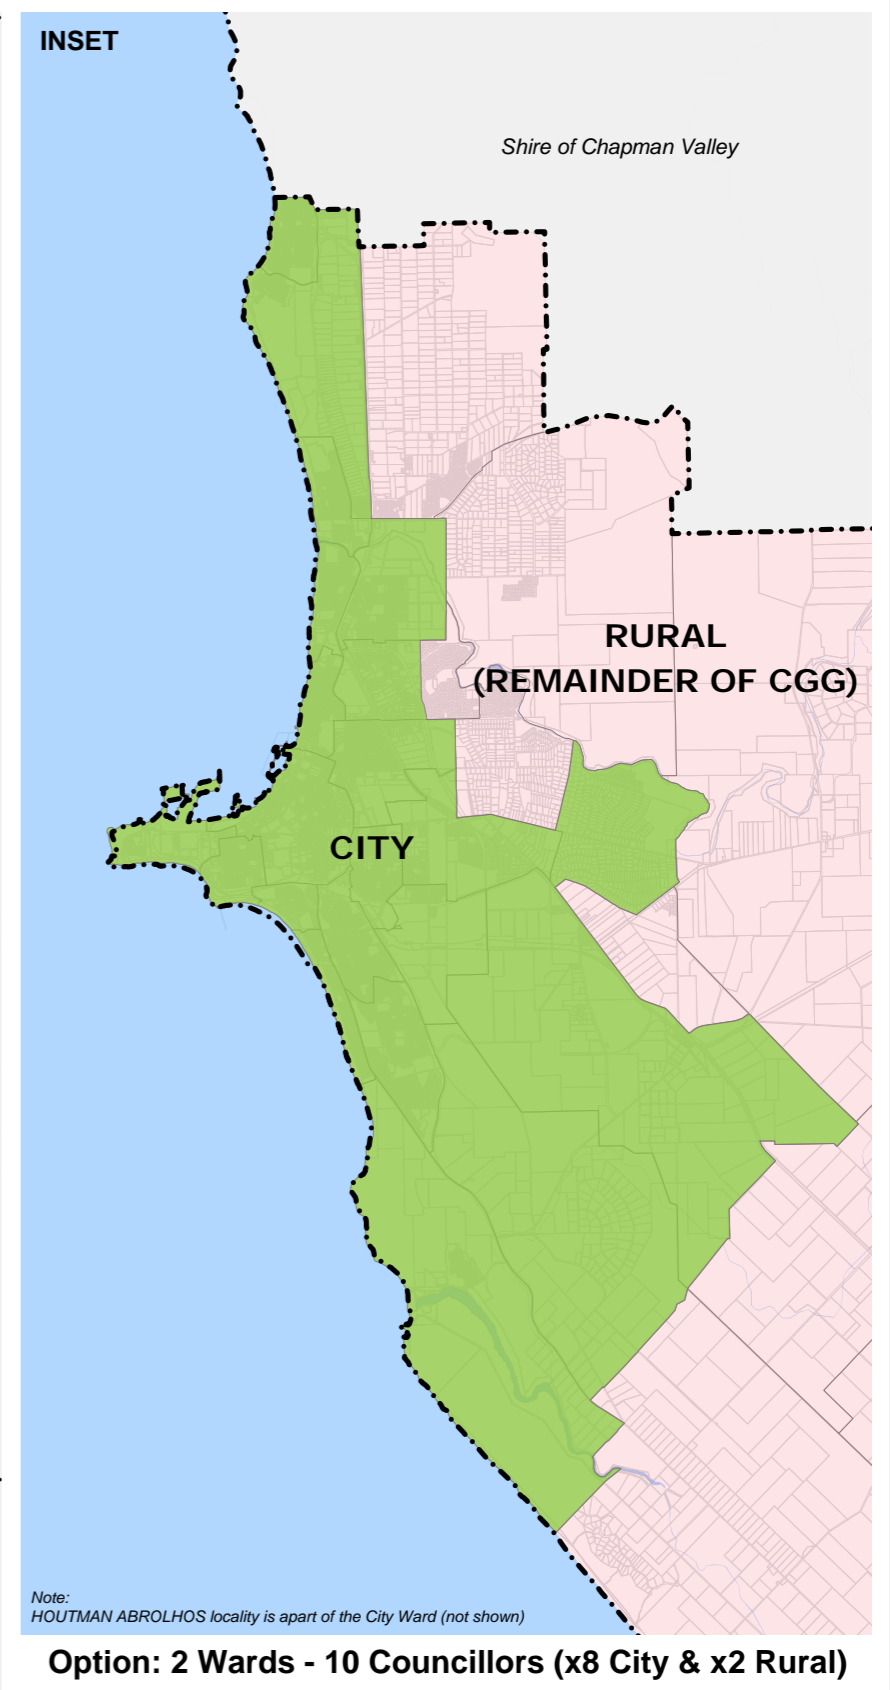 INSET
Shire of Chapman Valley
RURAL
(REMAINDER OF CGG)
CITY
Note:
HOUTMAN ABROLHOS locality is apart of the City Ward (not shown)
Option: 2 Wards - 10 Councillors (x8 City & x2 Rural)